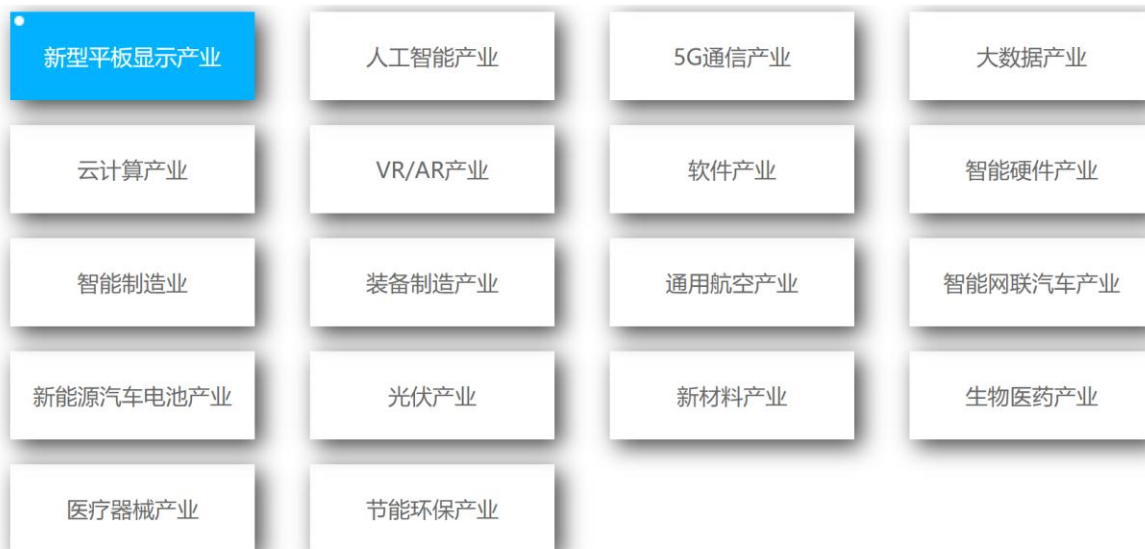 新型平板显示产业
人工智能产业
5G通信产业
大数据产业
云计算产业
VR/AR产业
软件产业
智能硬件产业
智能制造业
装备制造产业
通用航空产业
智能网联汽车产业
新能源汽车电池产业
光伏产业
新材料产业
生物医药产业
医疗器械产业
节能环保产业